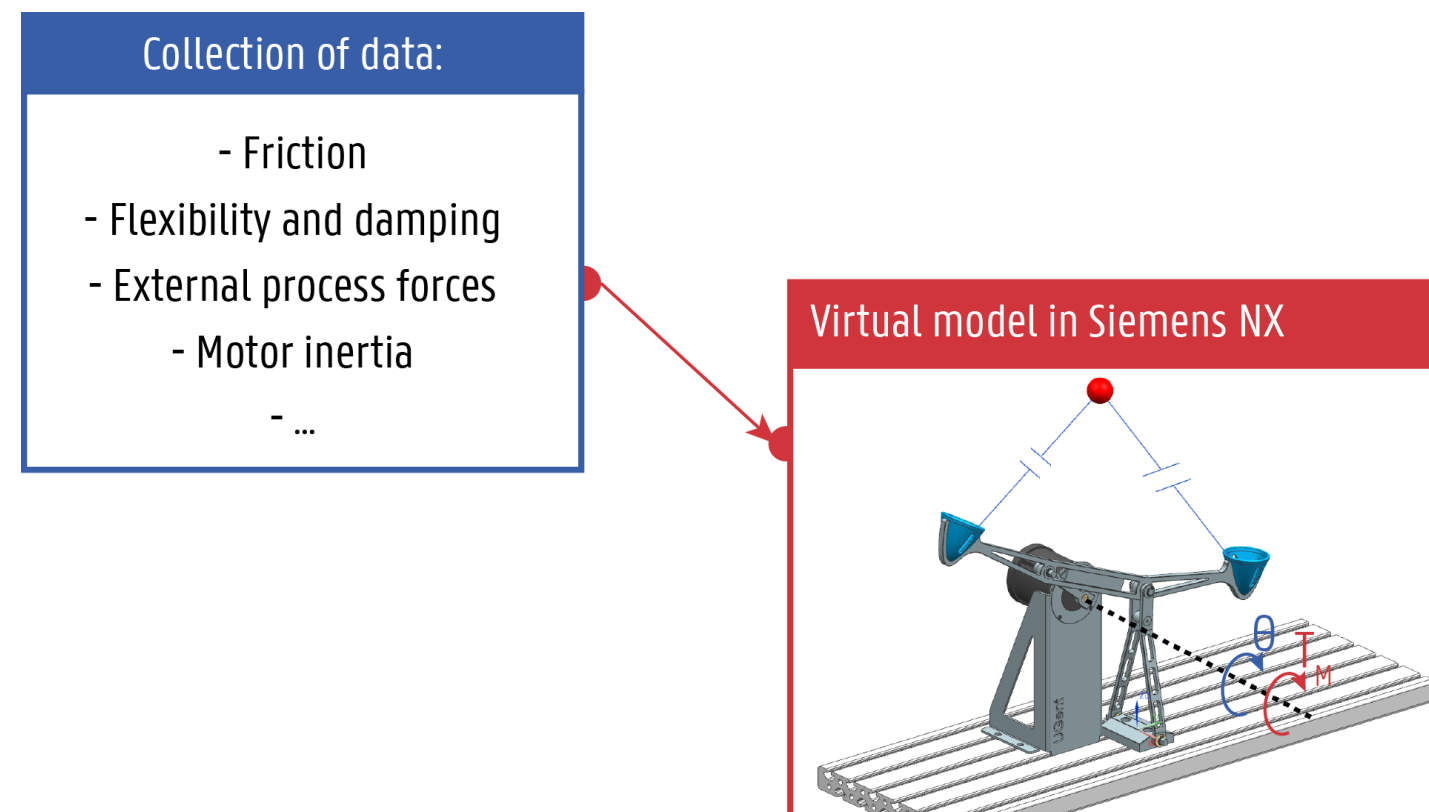 Collection of data:
- Friction
- Flexibility and damping
- External process forces
- Motor inertia
- ...
Virtual model in Siemens NX
θ
T
M
UGent